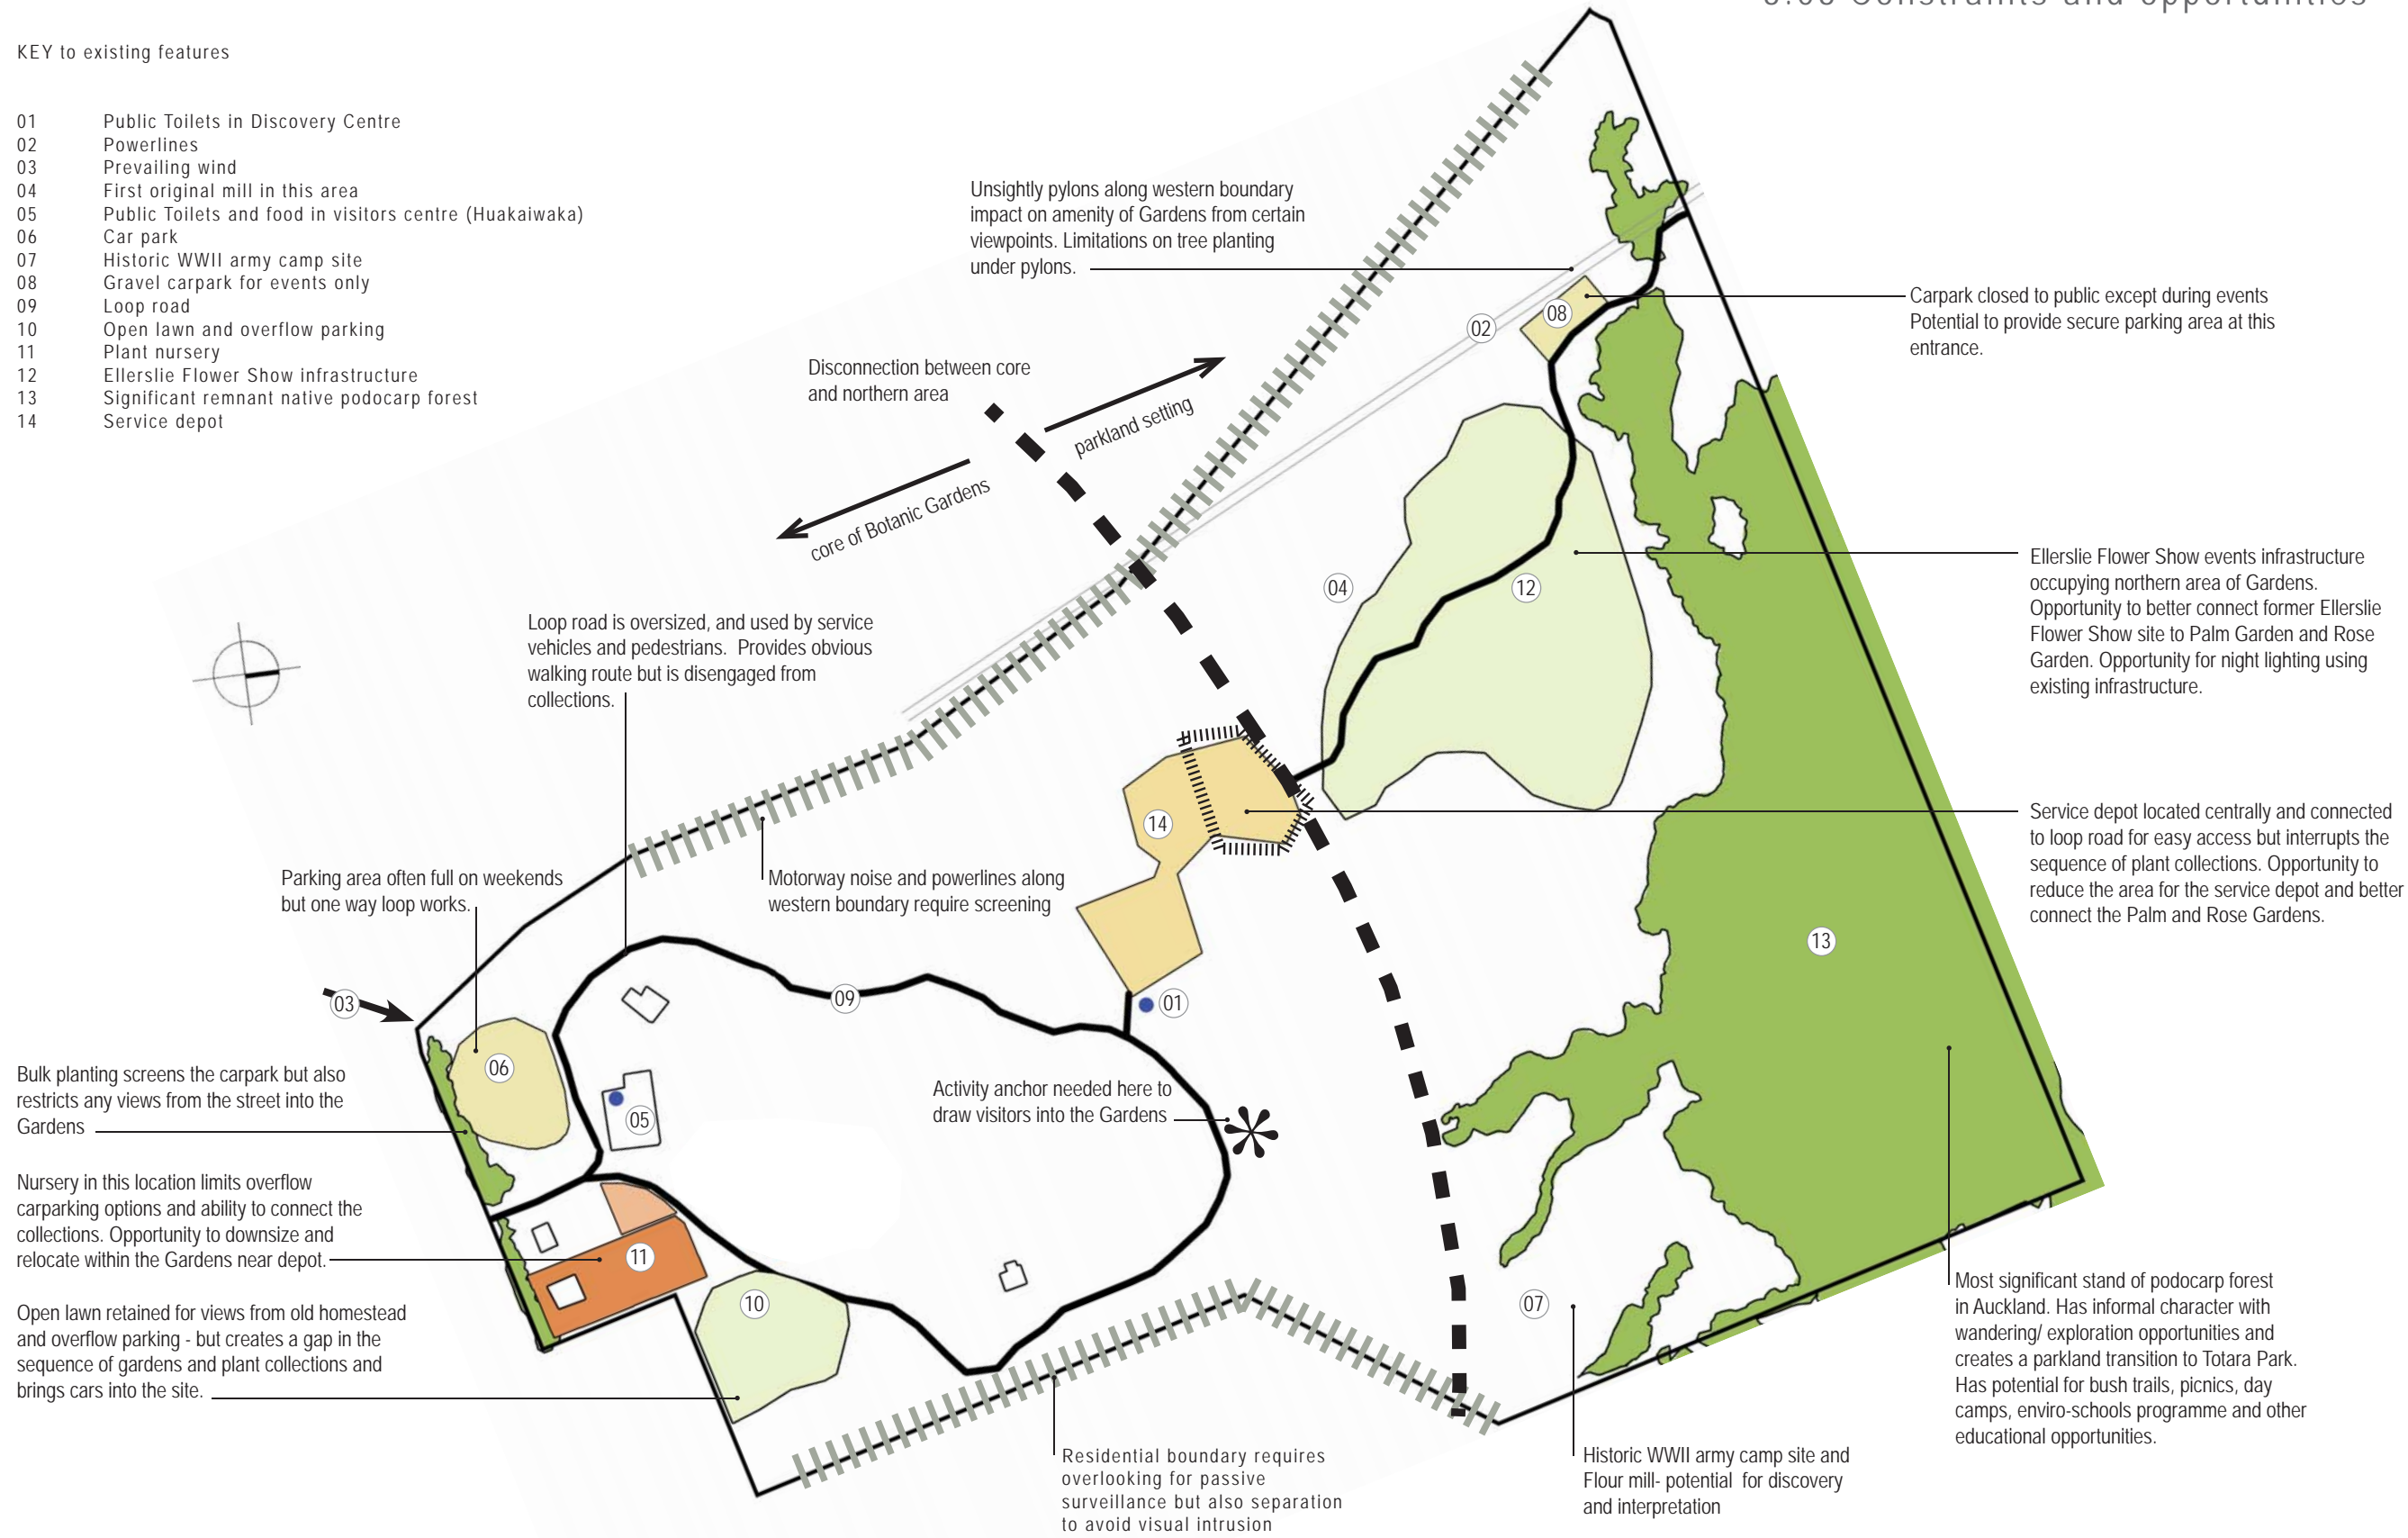 KEY to existing features
01 Public Toilets in Discovery Centre
02 Powerlines
03 Prevailing wind
04 First original mill in this area
05 Public Toilets and food in visitors centre (Huakaiwaka)
06 Car park
07 Historic WWII army camp site
08 Gravel carpark for events only
09 Loop road
10 Open lawn and overflow parking
11 Plant nursery
12 Ellerslie Flower Show infrastructure
13 Significant remnant native podocarp forest
14 Service depot
Unsightly pylons along western boundary
impact on amenity of Gardens from certain
viewpoints. Limitations on tree planting
under pylons.
Carpark closed to public except during events
Potential to provide secure parking area at this
entrance.
02
08
Disconnection between core
and northern area
parkland setting
core of Botanic Gardens
Ellerslie Flower Show events infrastructure
occupying northern area of Gardens.
Opportunity to better connect former Ellerslie
Flower Show site to Palm Garden and Rose
Garden. Opportunity for night lighting using
existing infrastructure.
04
12
Loop road is oversized, and used by service
vehicles and pedestrians. Provides obvious
walking route but is disengaged from
collections.
Service depot located centrally and connected
to loop road for easy access but interrupts the
sequence of plant collections. Opportunity to
reduce the area for the service depot and better
connect the Palm and Rose Gardens.
14
Parking area often full on weekends
but one way loop works.
Motorway noise and powerlines along
western boundary require screening
13
03
09
01
06
05
Bulk planting screens the carpark but also
restricts any views from the street into the
Gardens
Activity anchor needed here to
draw visitors into the Gardens
Nursery in this location limits overflow
carparking options and ability to connect the
collections. Opportunity to downsize and
relocate within the Gardens near depot.
11
10
07
Open lawn retained for views from old homestead
and overflow parking - but creates a gap in the
sequence of gardens and plant collections and
brings cars into the site.
Most significant stand of podocarp forest
in Auckland. Has informal character with
wandering/ exploration opportunities and
creates a parkland transition to Totara Park.
Has potential for bush trails, picnics, day
camps, enviro-schools programme and other
educational opportunities.
Residential boundary requires
overlooking for passive
surveillance but also separation
to avoid visual intrusion
Historic WWII army camp site and
Flour mill- potential for discovery
and interpretation